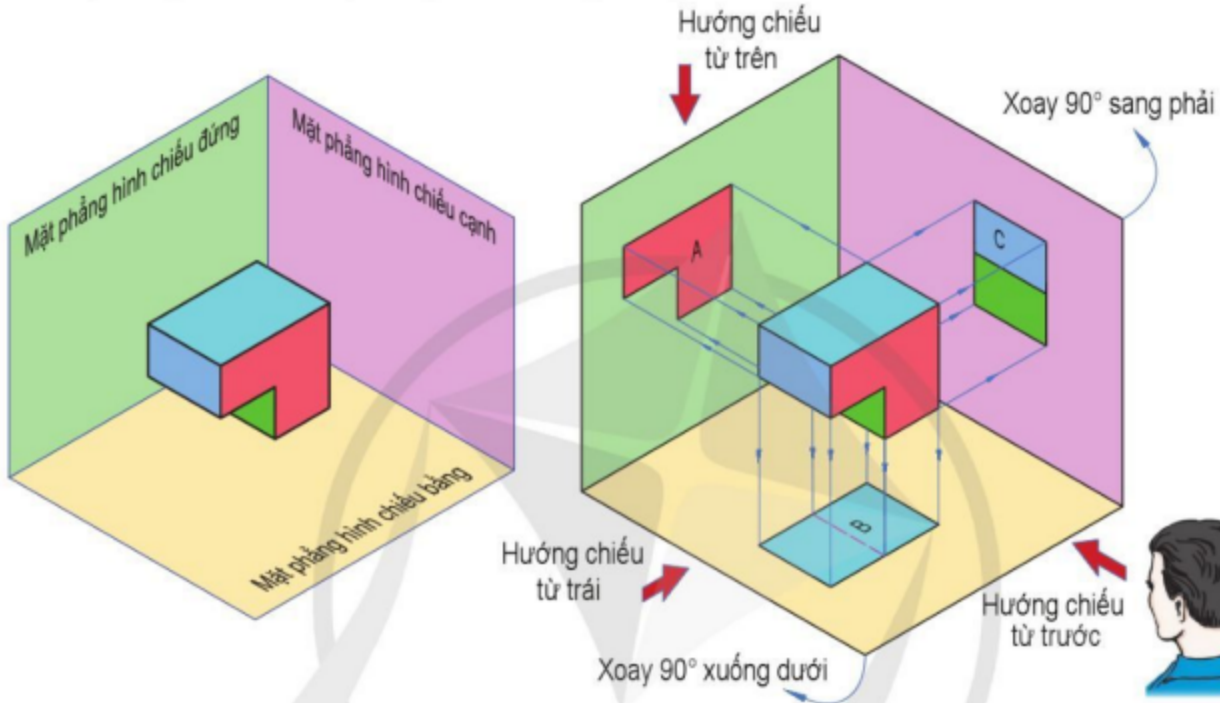 Mặt phẳng hình chiếu đứng
Mặt phẳng hình chiếu cạnh
Mặt phẳng hình chiếu bằng
Hướng chiếu
từ trên
Xoay 90° sang phải
A
C
B
Hướng chiếu
từ trái
Hướng chiếu
từ trước
Xoay 90° xuống dưới